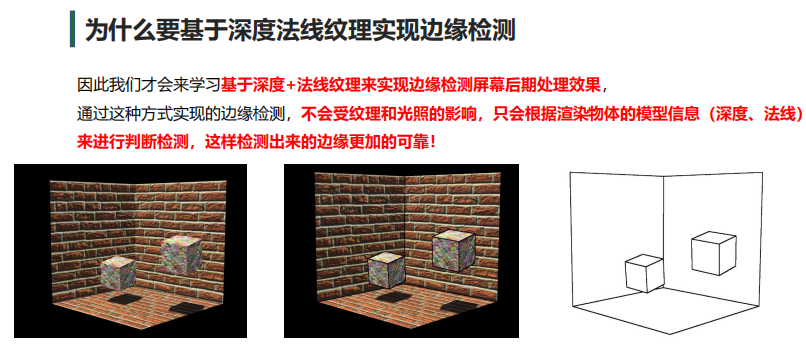 为什么要基于深度法线纹理实现边缘检测
因此我们才会来学习基于深度+法线纹理来实现边缘检测屏幕后期处理效果，
通过这种方式实现的边缘检测，不会受纹理和光照的影响，只会根据渲染物体的模型信息（深度、法线）
来进行判断检测，这样检测出来的边缘更加的可靠！